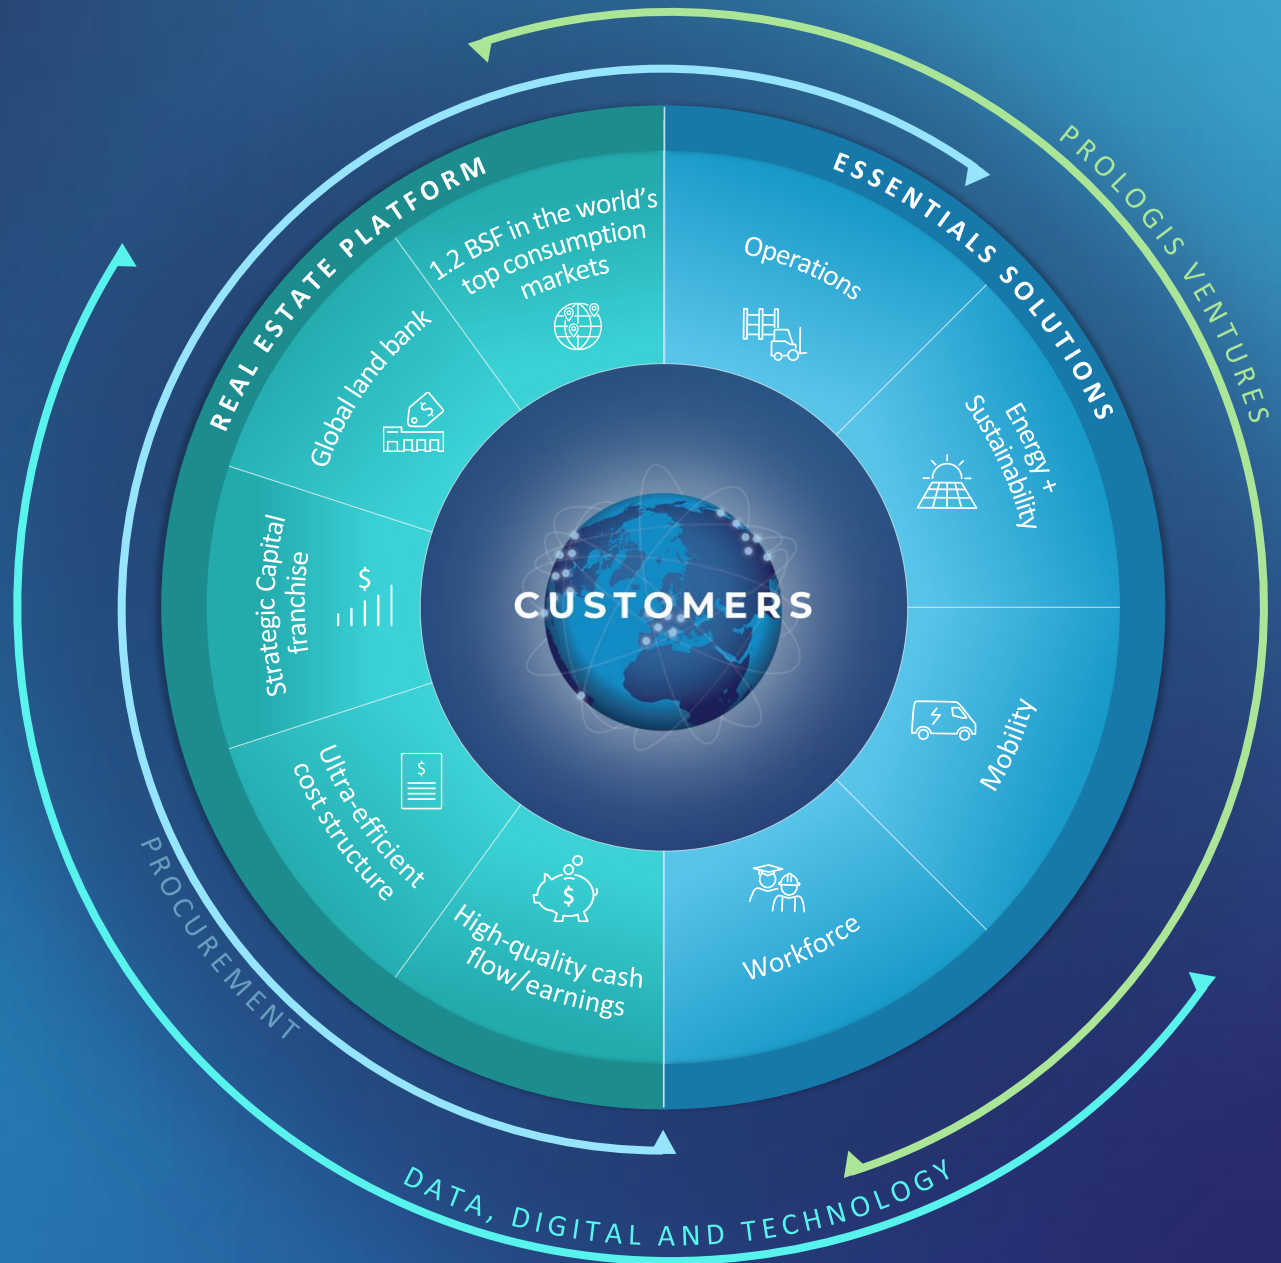 REAL ESTATE PLATFORM
1.2 BSF in the world's
top consumption
markets
Global land bank
$
Strategic Capital
franchise
$
Ultra-efficient
cost structure
$
High-quality cash
flow/earnings
$
ESSENTIALS SOLUTIONS
Operations
Energy +
Sustainability
Mobility
Workforce
CUSTOMERS
PROLOGIS VENTURES
PROCUREMENT
DATA, DIGITAL AND TECHNOLOGY